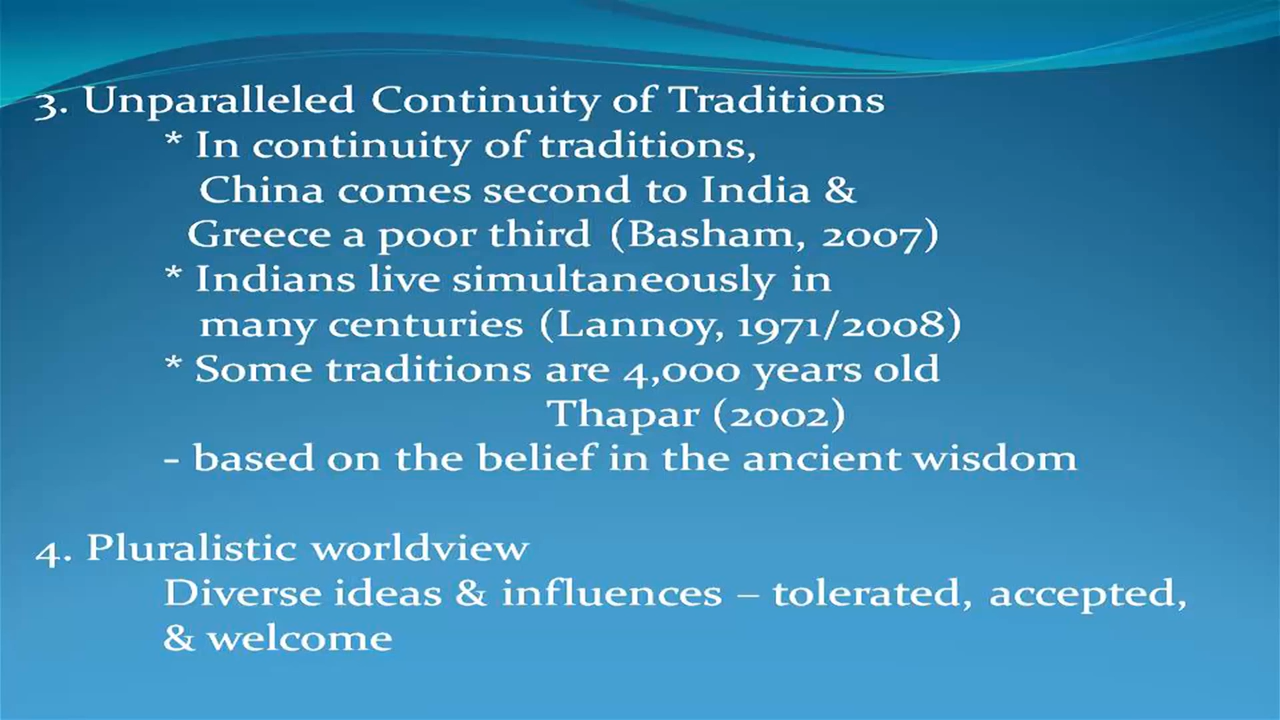 3. Unparalleled Continuity of Traditions
* In continuity of traditions,
China comes second to India &
Greece a poor third (Basham, 2007)
* Indians live simultaneously in
many centuries (Lannoy, 1971/2008)
* Some traditions are 4,000 years old
Thapar (2002)
- based on the belief in the ancient wisdom
4. Pluralistic worldview
Diverse ideas & influences – tolerated, accepted,
& welcome